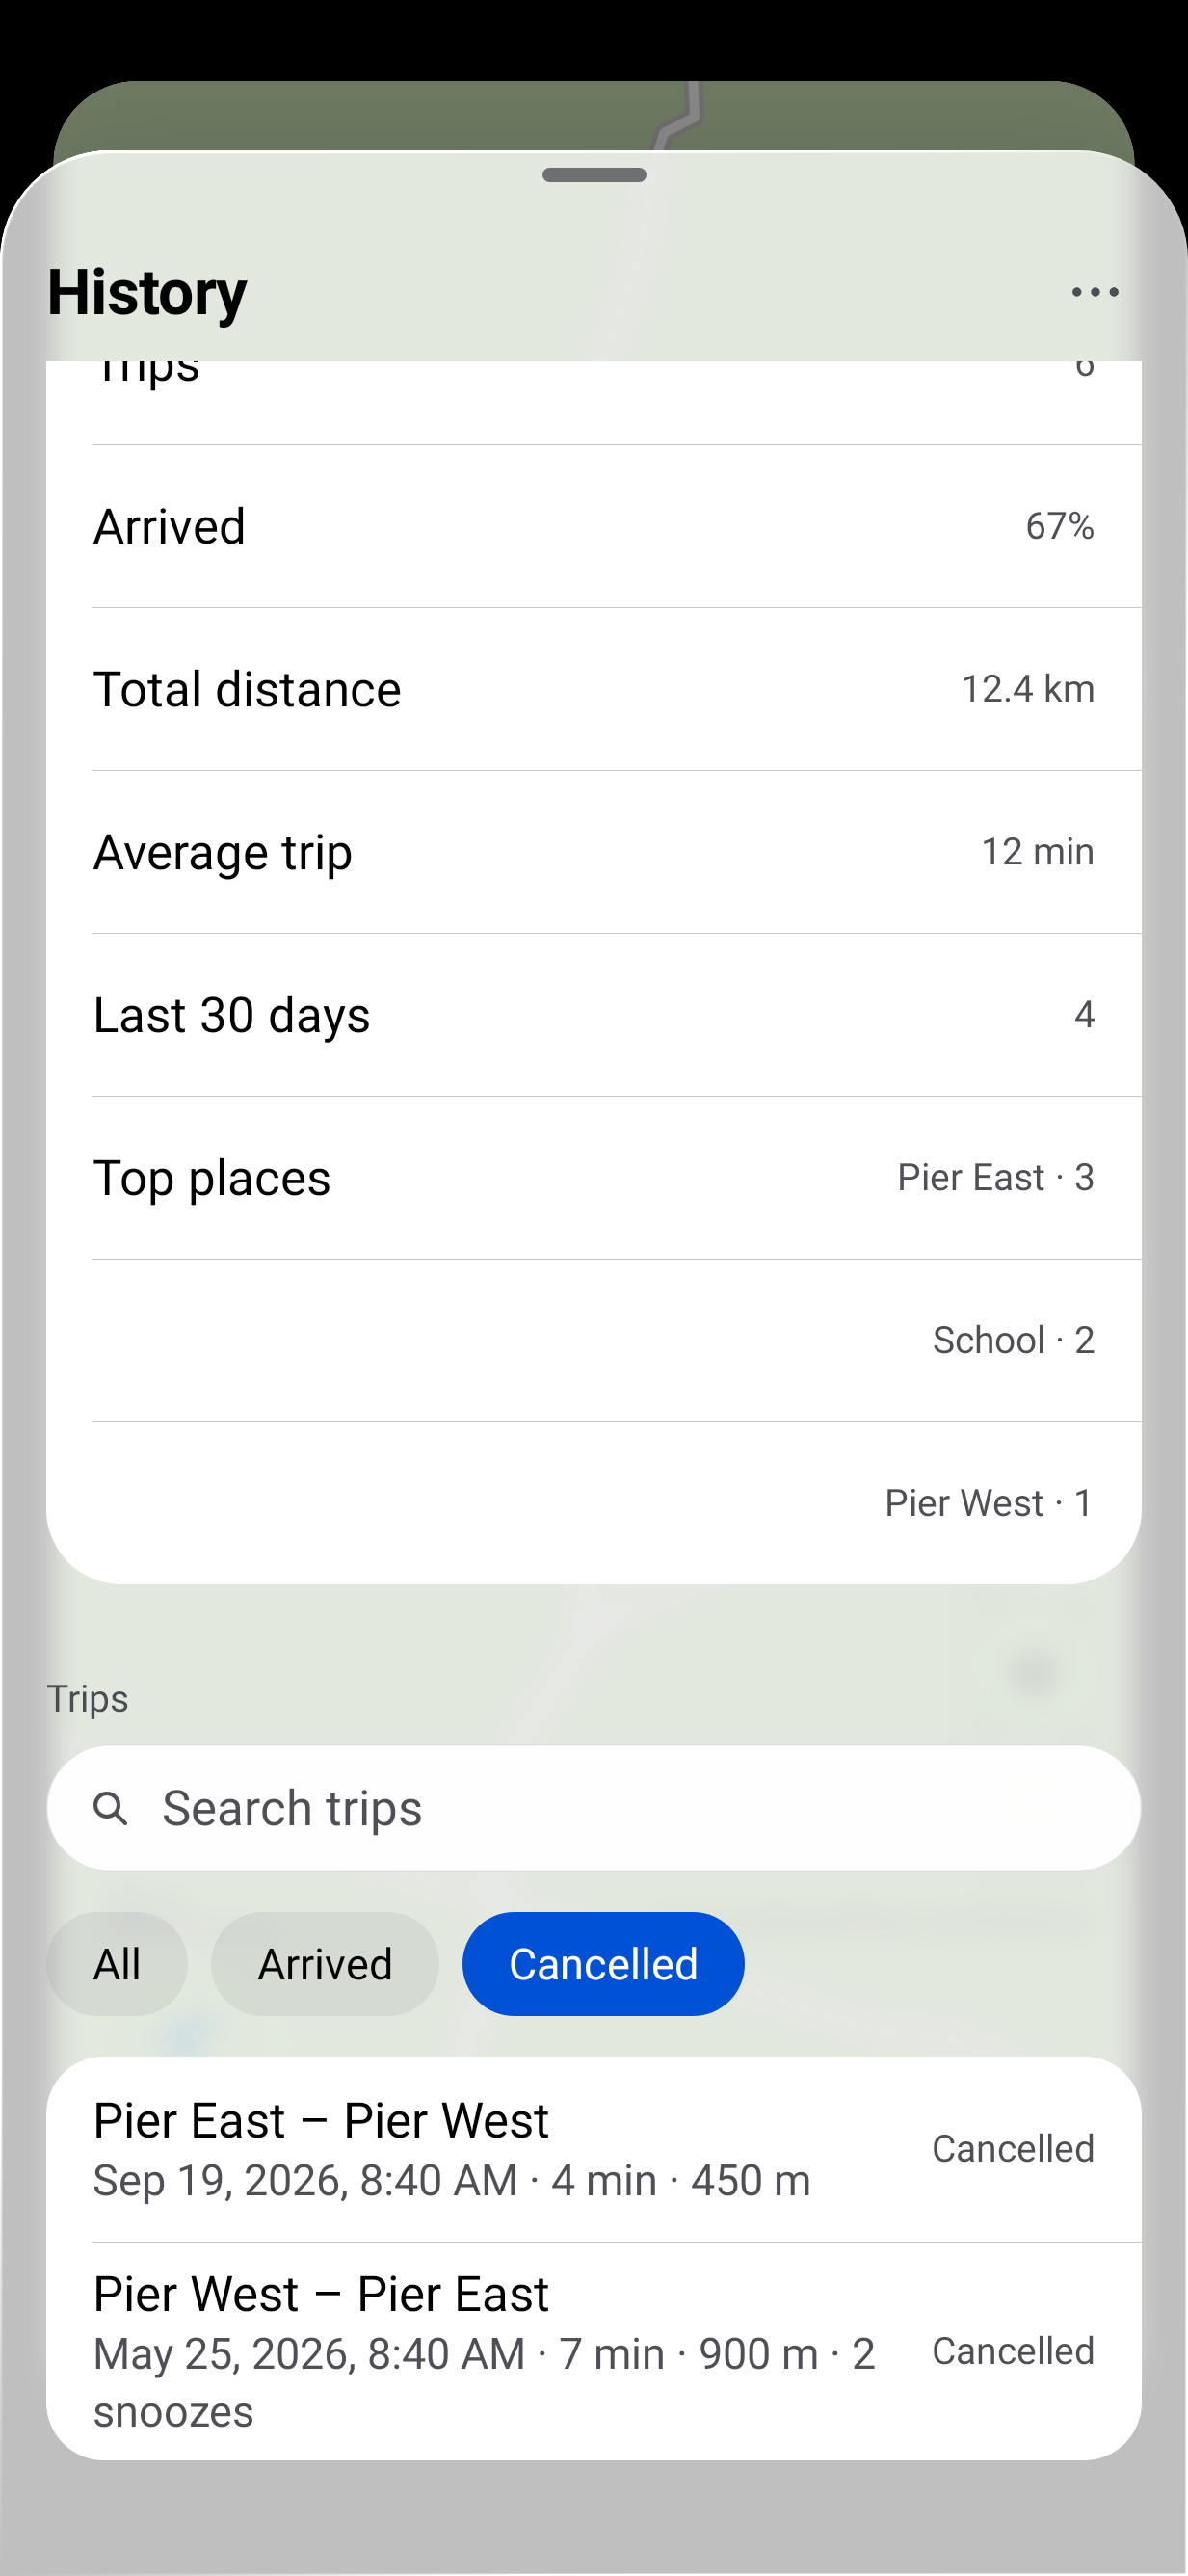 History
Trips 6
Arrived 67%
Total distance 12.4 km
Average trip 12 min
Last 30 days 4
Top places Pier East · 3
School · 2
Pier West · 1
Trips
Search trips
All Arrived Cancelled
Pier East – Pier West
Sep 19, 2026, 8:40 AM · 4 min · 450 m
Cancelled
Pier West – Pier East
May 25, 2026, 8:40 AM · 7 min · 900 m · 2
snoozes
Cancelled